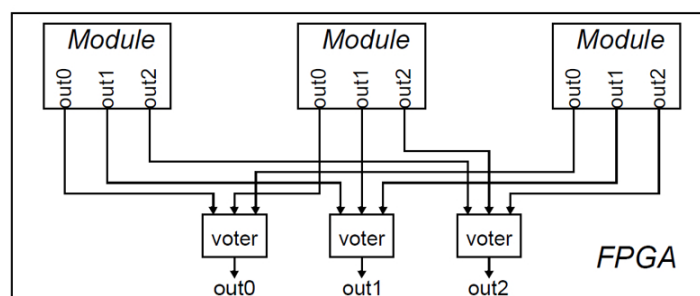 Module Module Module
out0 out1 out2 out0 out1 out2 out0 out1 out2
voter voter voter
FPGA
out0 out1 out2